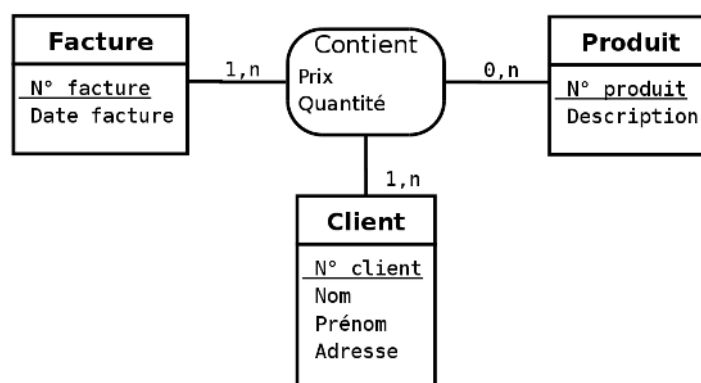 Facture
N° facture
Date facture
1,n
Contient
Prix
Quantité
0,n
Produit
N° produit
Description
1,n
Client
N° client
Nom
Prénom
Adresse